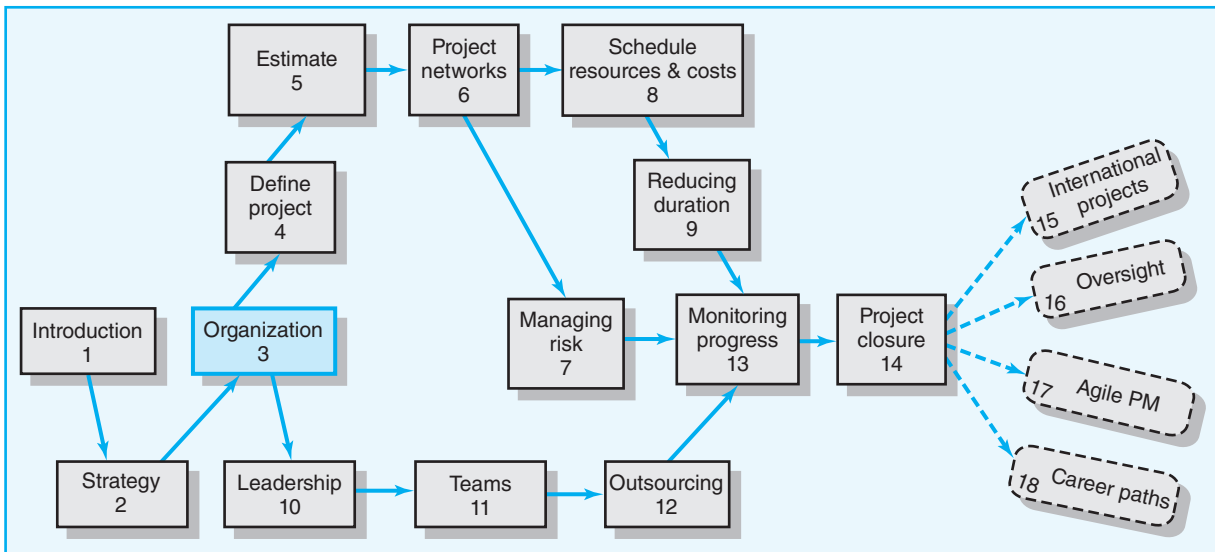 Estimate
5
Project
networks
6
Schedule
resources & costs
8
Define
project
4
Reducing
duration
9
International
15 projects
Oversight
16
Introduction
1
Organization
3
Managing
risk
7
Monitoring
progress
13
Project
closure
14
17 Agile PM
Strategy
2
Leadership
10
Teams
11
Outsourcing
12
18 Career paths